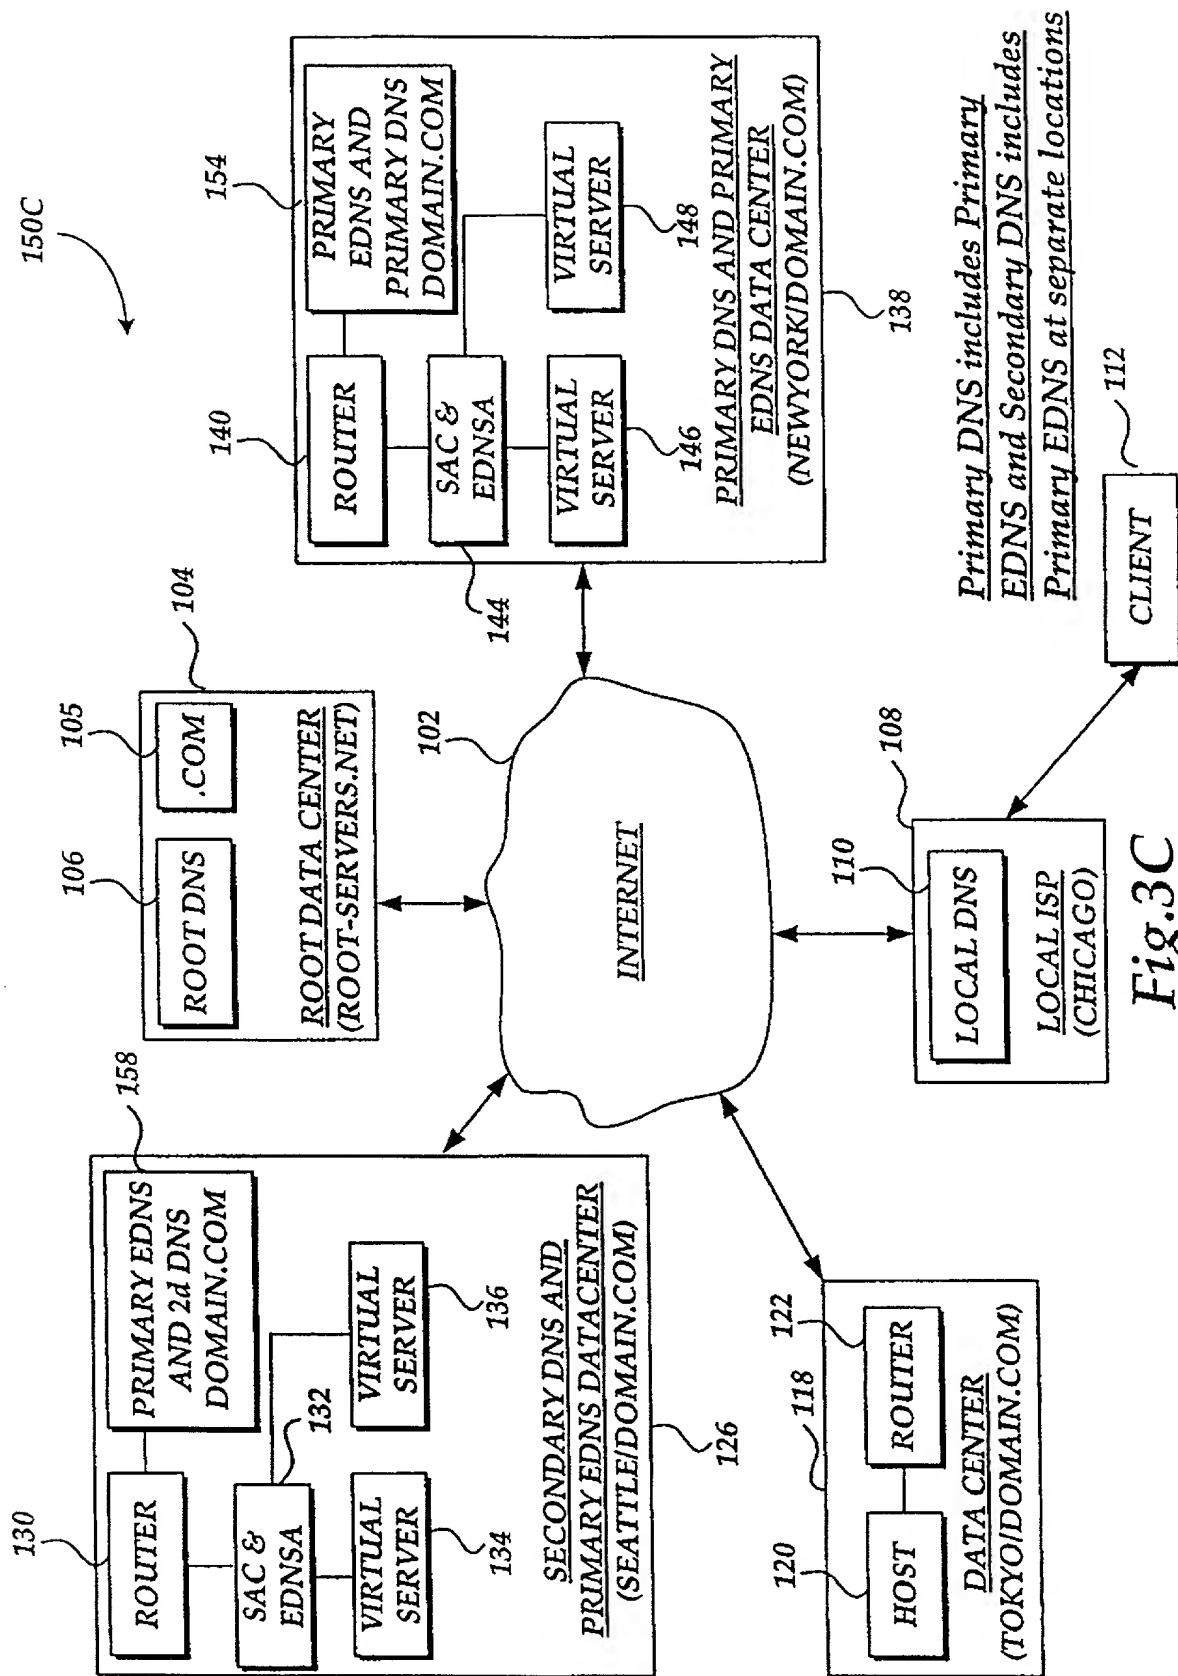 150C
130
ROUTER
PRIMARY EDNS
AND 2d DNS
DOMAIN.COM
158
SAC &
EDNSA
132
VIRTUAL
SERVER
134
VIRTUAL
SERVER
136
SECONDARY DNS AND
PRIMARY EDNS DATACENTER
(SEATTLE/DOMAIN.COM)
126
106
ROOT DNS
105
.COM
104
ROOT DATA CENTER
(ROOT-SERVERS.NET)
140
ROUTER
154
PRIMARY
EDNS AND
PRIMARY DNS
DOMAIN.COM
SAC &
EDNSA
144
VIRTUAL
SERVER
146
VIRTUAL
SERVER
148
PRIMARY DNS AND PRIMARY
EDNS DATA CENTER
(NEWYORK/DOMAIN.COM)
138
102
INTERNET
118
120
HOST
122
ROUTER
DATA CENTER
(TOKYO/DOMAIN.COM)
108
110
LOCAL DNS
LOCAL ISP
(CHICAGO)
112
CLIENT
Primary DNS includes Primary
EDNS and Secondary DNS includes
Primary EDNS at separate locations
Fig.3C